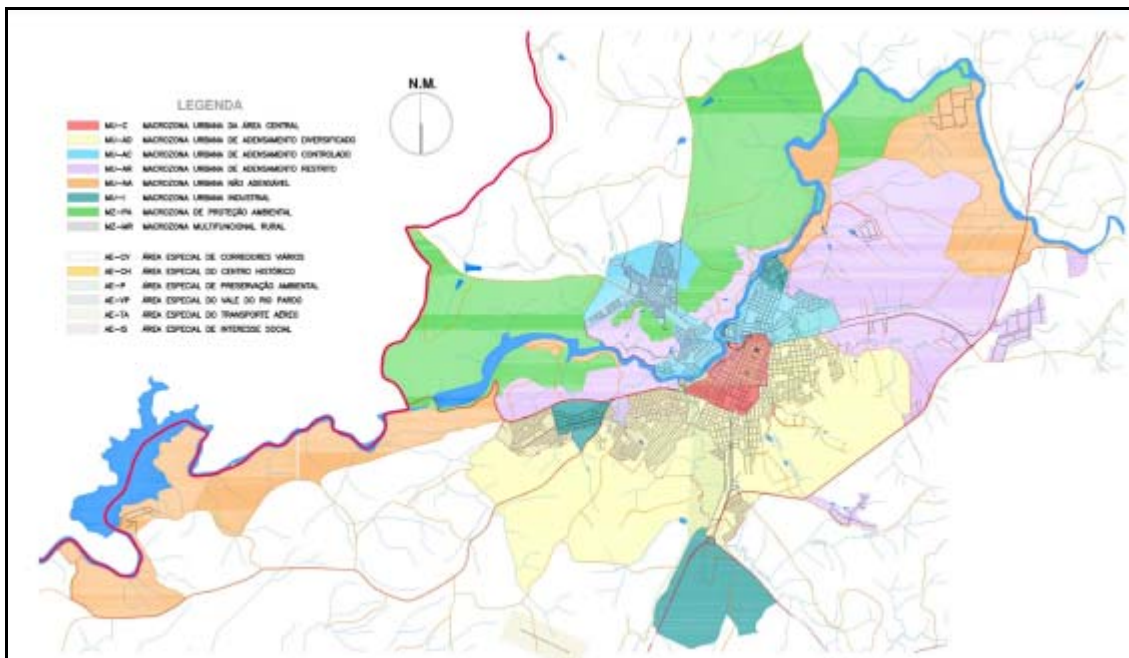 N.M.
LEGENDA
MU-C MACROZONA URBANA DA ÁREA CENTRAL
MU-AD MACROZONA URBANA DE ADENSAMENTO DIVERSIFICADO
MU-AC MACROZONA URBANA DE ADENSAMENTO CONTROLADO
MU-AR MACROZONA URBANA DE ADENSAMENTO RESTRITO
MU-NA MACROZONA URBANA NÃO ADENSÁVEL
MU-I MACROZONA URBANA INDUSTRIAL
MZ-PA MACROZONA DE PROTEÇÃO AMBIENTAL
MZ-MR MACROZONA MULTIFUNCIONAL RURAL
AE-CV ÁREA ESPECIAL DE CORREDORES VIÁRIOS
AE-CH ÁREA ESPECIAL DO CENTRO HISTÓRICO
AE-P ÁREA ESPECIAL DE PRESERVAÇÃO AMBIENTAL
AE-VP ÁREA ESPECIAL DO VALE DO RIO PARDO
AE-TA ÁREA ESPECIAL DO TRANSPORTE AÉREO
AE-IS ÁREA ESPECIAL DE INTERESSE SOCIAL